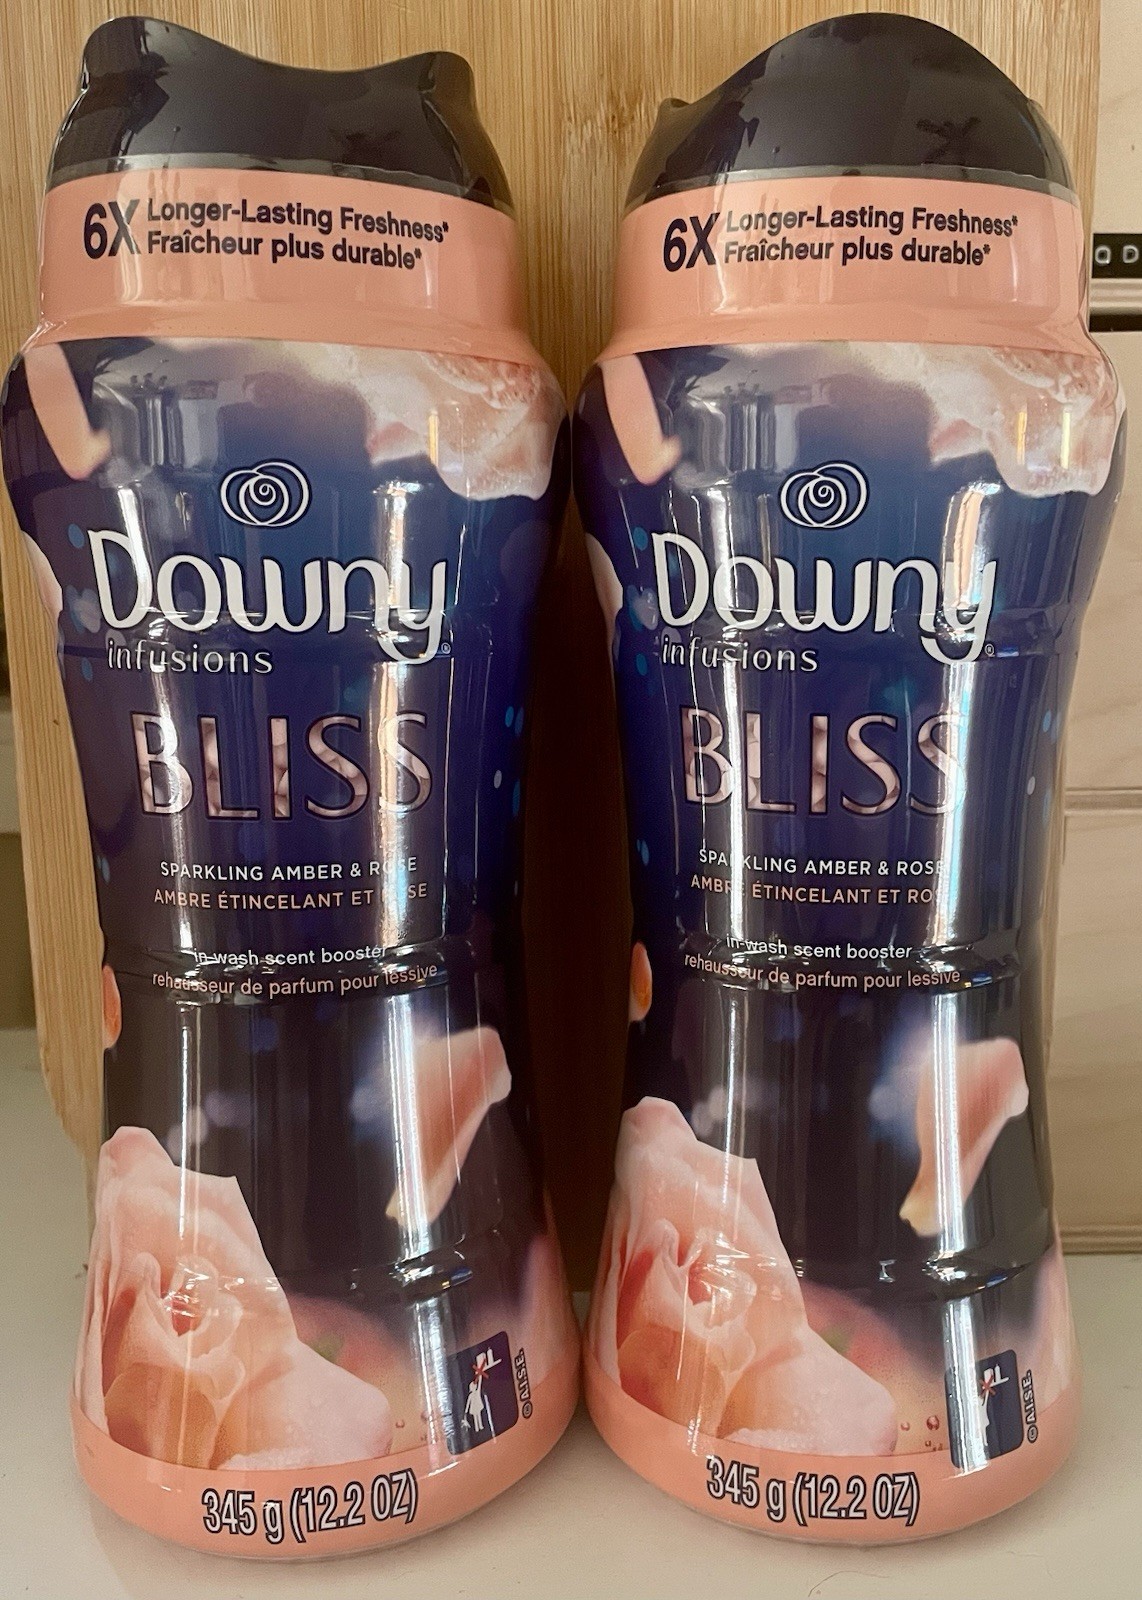 6X Longer-Lasting Freshness*
Fraîcheur plus durable*
Downy®
infusions
BLISS
SPARKLING AMBER & ROSE
AMBRE ÉTINCELANT ET ROSE
in-wash scent booster
rehausseur de parfum pour lessive
©A.I.S.E.
345 g (12.2 OZ)
6X Longer-Lasting Freshness*
Fraîcheur plus durable*
Downy®
infusions
BLISS
SPARKLING AMBER & ROSE
AMBRE ÉTINCELANT ET ROSE
in-wash scent booster
rehausseur de parfum pour lessive
©A.I.S.E.
345 g (12.2 OZ)